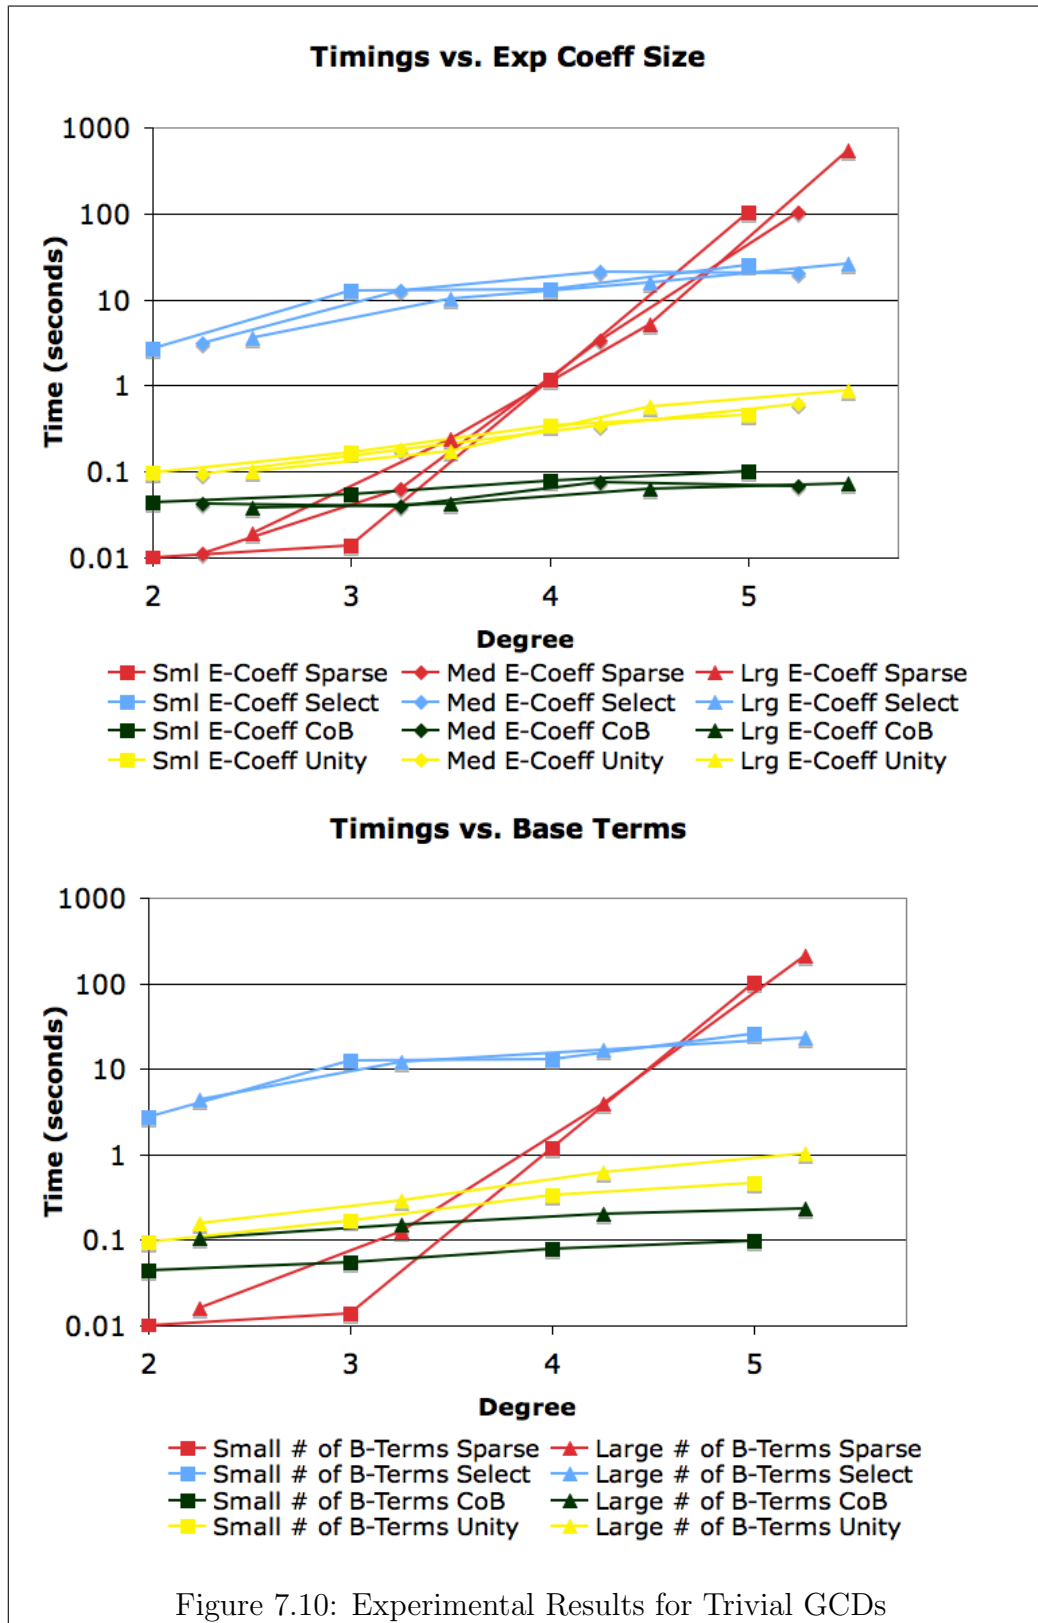 Timings vs. Exp Coeff Size
1000
100
10
1
0.1
0.01
Time (seconds)
2 3 4 5
Degree
Sml E-Coeff Sparse Med E-Coeff Sparse Lrg E-Coeff Sparse
Sml E-Coeff Select Med E-Coeff Select Lrg E-Coeff Select
Sml E-Coeff CoB Med E-Coeff CoB Lrg E-Coeff CoB
Sml E-Coeff Unity Med E-Coeff Unity Lrg E-Coeff Unity
Timings vs. Base Terms
1000
100
10
1
0.1
0.01
Time (seconds)
2 3 4 5
Degree
Small # of B-Terms Sparse Large # of B-Terms Sparse
Small # of B-Terms Select Large # of B-Terms Select
Small # of B-Terms CoB Large # of B-Terms CoB
Small # of B-Terms Unity Large # of B-Terms Unity
Figure 7.10: Experimental Results for Trivial GCDs